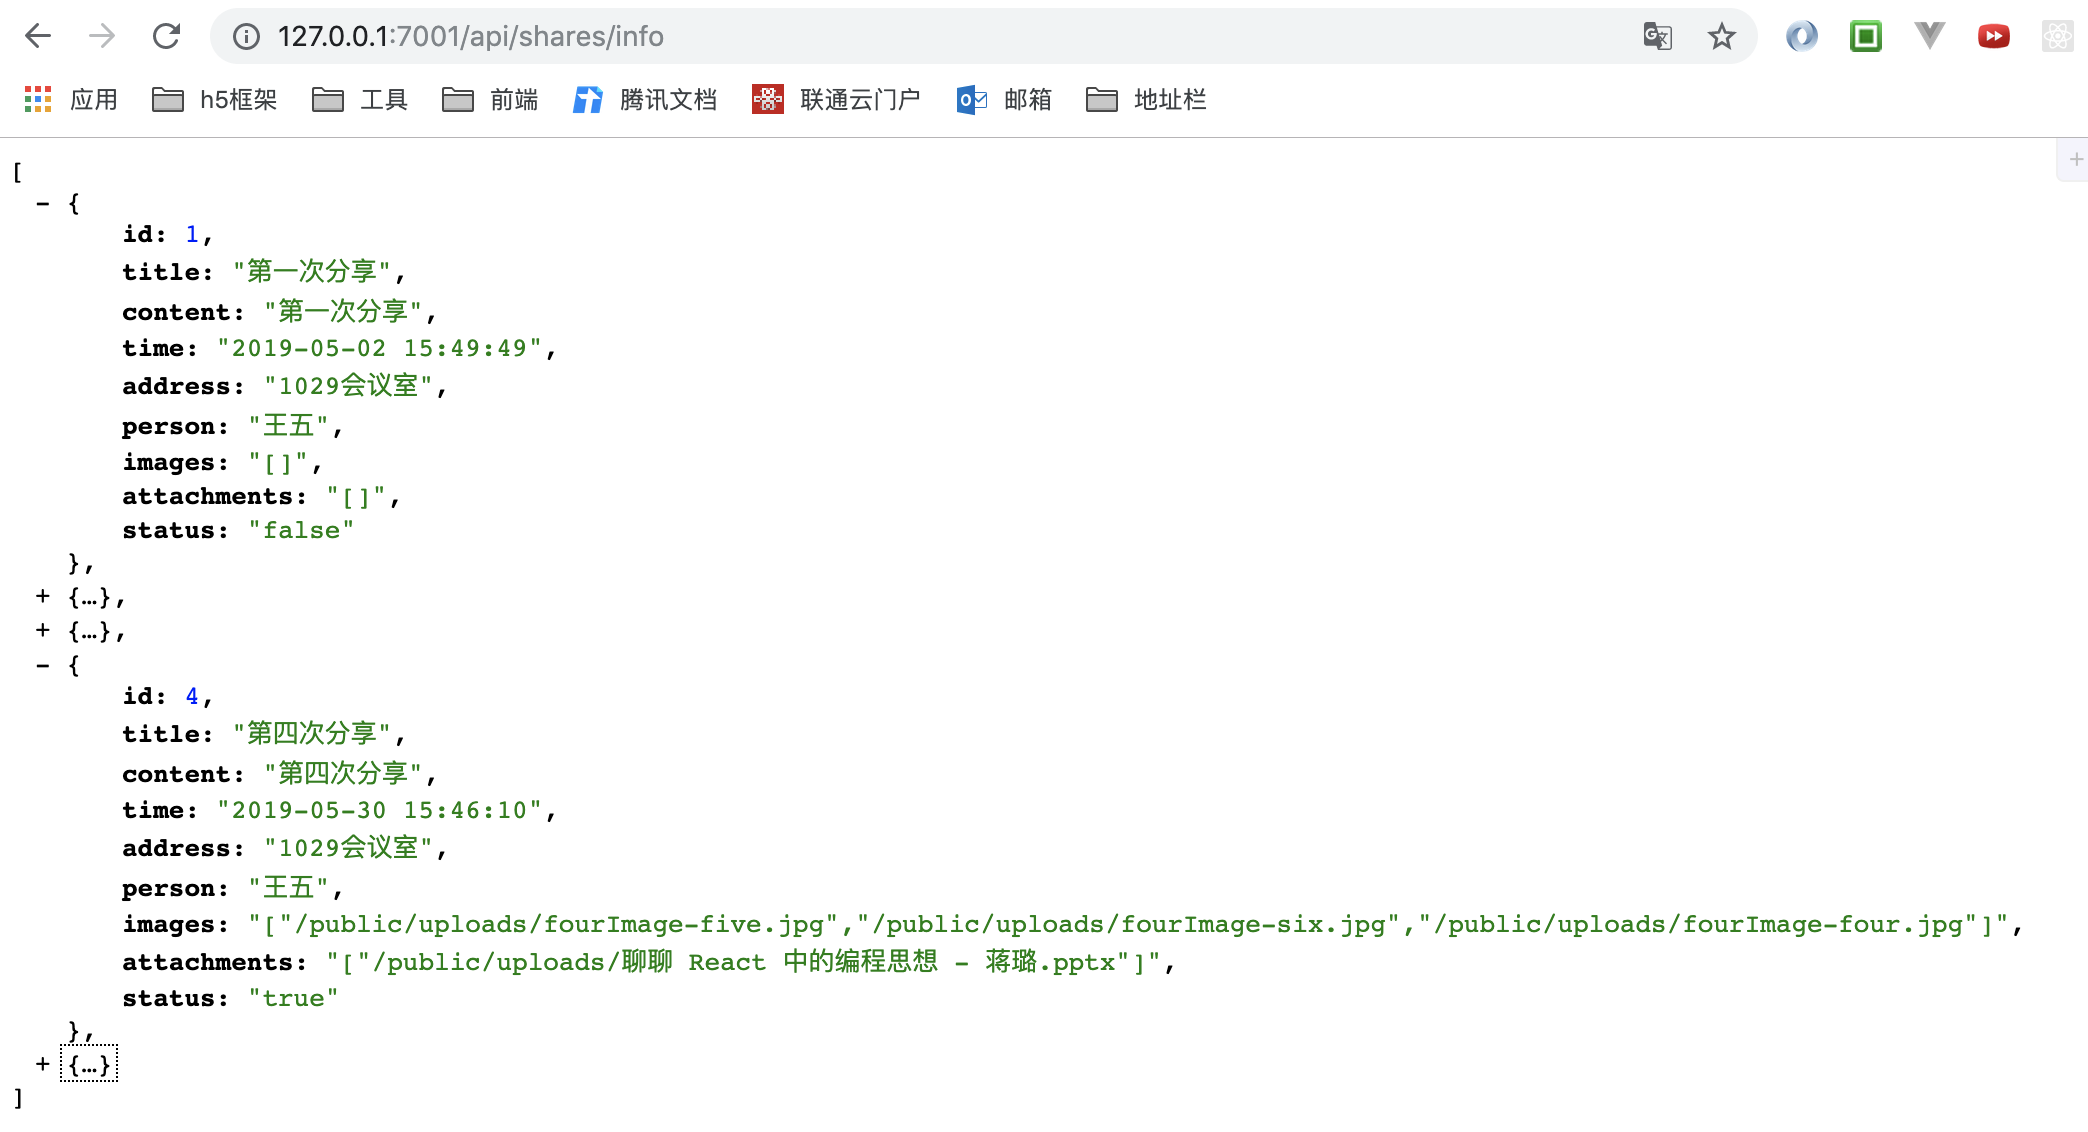 127.0.0.1:7001/api/shares/info
应用 h5框架 工具 前端 腾讯文档 联通云门户 邮箱 地址栏
[
- {
id: 1,
title: "第一次分享",
content: "第一次分享",
time: "2019-05-02 15:49:49",
address: "1029会议室",
person: "王五",
images: "[]",
attachments: "[]",
status: "false"
},
+ {…},
+ {…},
- {
id: 4,
title: "第四次分享",
content: "第四次分享",
time: "2019-05-30 15:46:10",
address: "1029会议室",
person: "王五",
images: "["/public/uploads/fourImage-five.jpg","/public/uploads/fourImage-six.jpg","/public/uploads/fourImage-four.jpg"]",
attachments: "["/public/uploads/聊聊 React 中的编程思想 - 蒋璐.pptx"]",
status: "true"
},
+ {…}
]